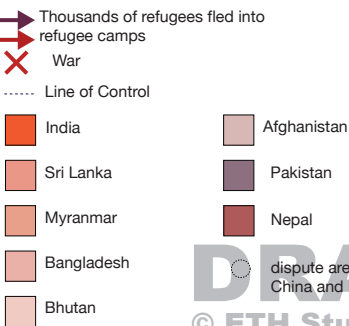 Thousands of refugees fled into
refugee camps
War
Line of Control
India
Sri Lanka
Myranmar
Bangladesh
Bhutan
Afghanistan
Pakistan
Nepal
dispute are
China and
DRA
© ETH Stu